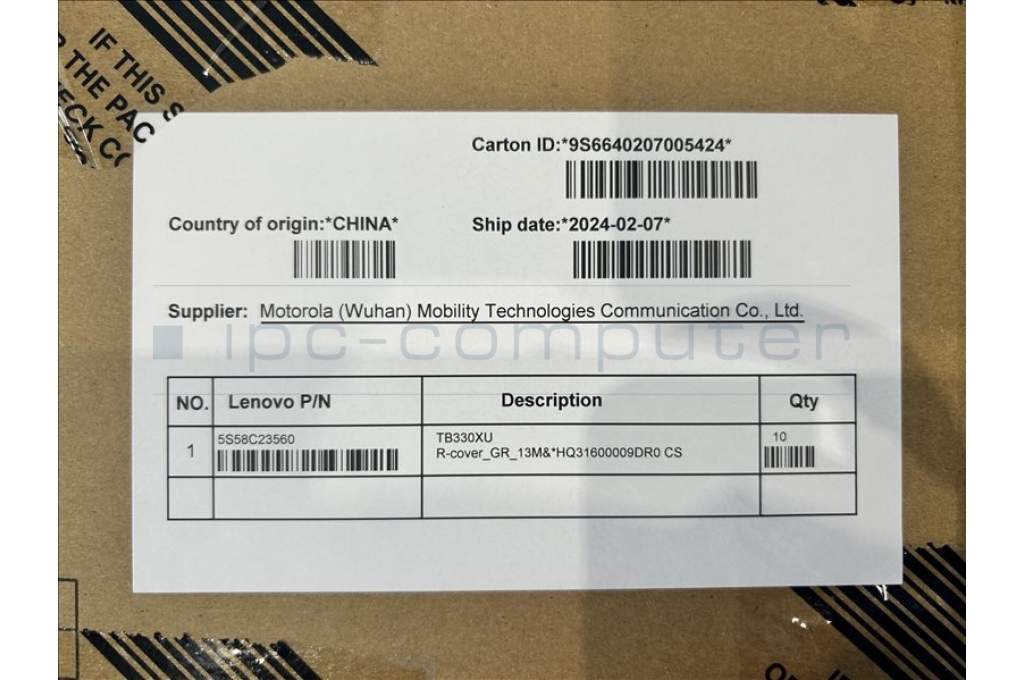 IF THIS
THE PAC
Carton ID:*9S6640207005424*
Country of origin:*CHINA*
Ship date:*2024-02-07*
Supplier: Motorola (Wuhan) Mobility Technologies Communication Co., Ltd.
ipc-computer
NO. Lenovo P/N Description Qty
1 5S58C23560 TB330XU 10
R-cover_GR_13M&*HQ31600009DR0 CS